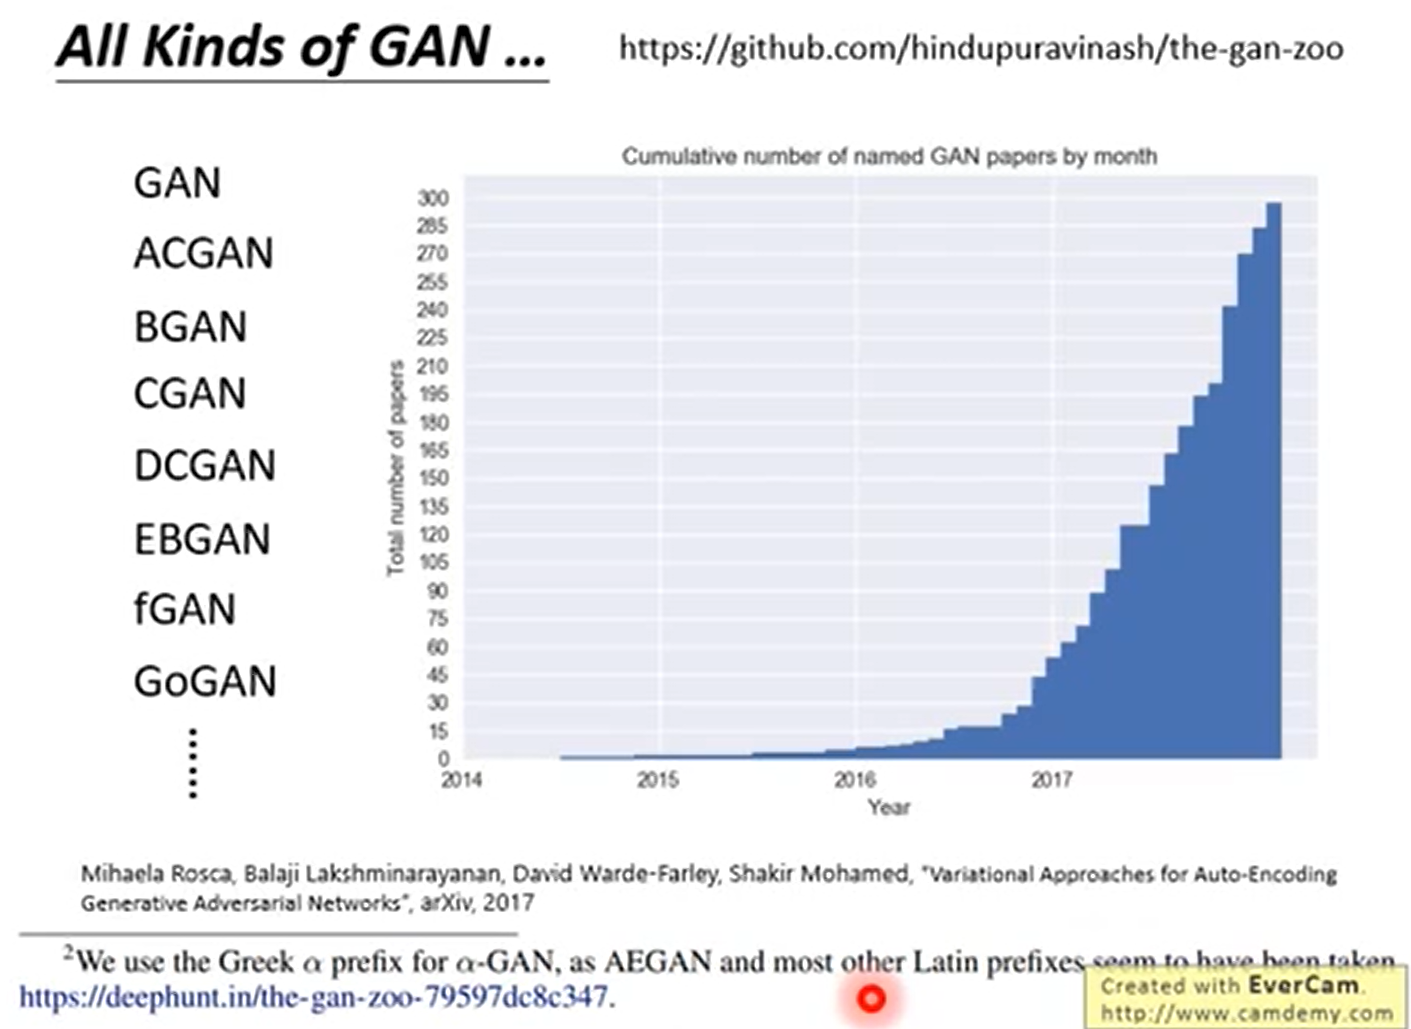 All Kinds of GAN ...
https://github.com/hindupuravinash/the-gan-zoo
GAN
ACGAN
BGAN
CGAN
DCGAN
EBGAN
fGAN
GoGAN
......
Cumulative number of named GAN papers by month
Total number of papers
300
285
270
255
240
225
210
195
180
165
150
135
120
105
90
75
60
45
30
15
0
2014 2015 2016 2017
Year
Mihaela Rosca, Balaji Lakshminarayanan, David Warde-Farley, Shakir Mohamed, "Variational Approaches for Auto-Encoding
Generative Adversarial Networks", arXiv, 2017
²We use the Greek α prefix for α-GAN, as AEGAN and most other Latin prefixes seem to have been taken
https://deephunt.in/the-gan-zoo-79597dc8c347.
Created with EverCam.
http://www.camdemy.com